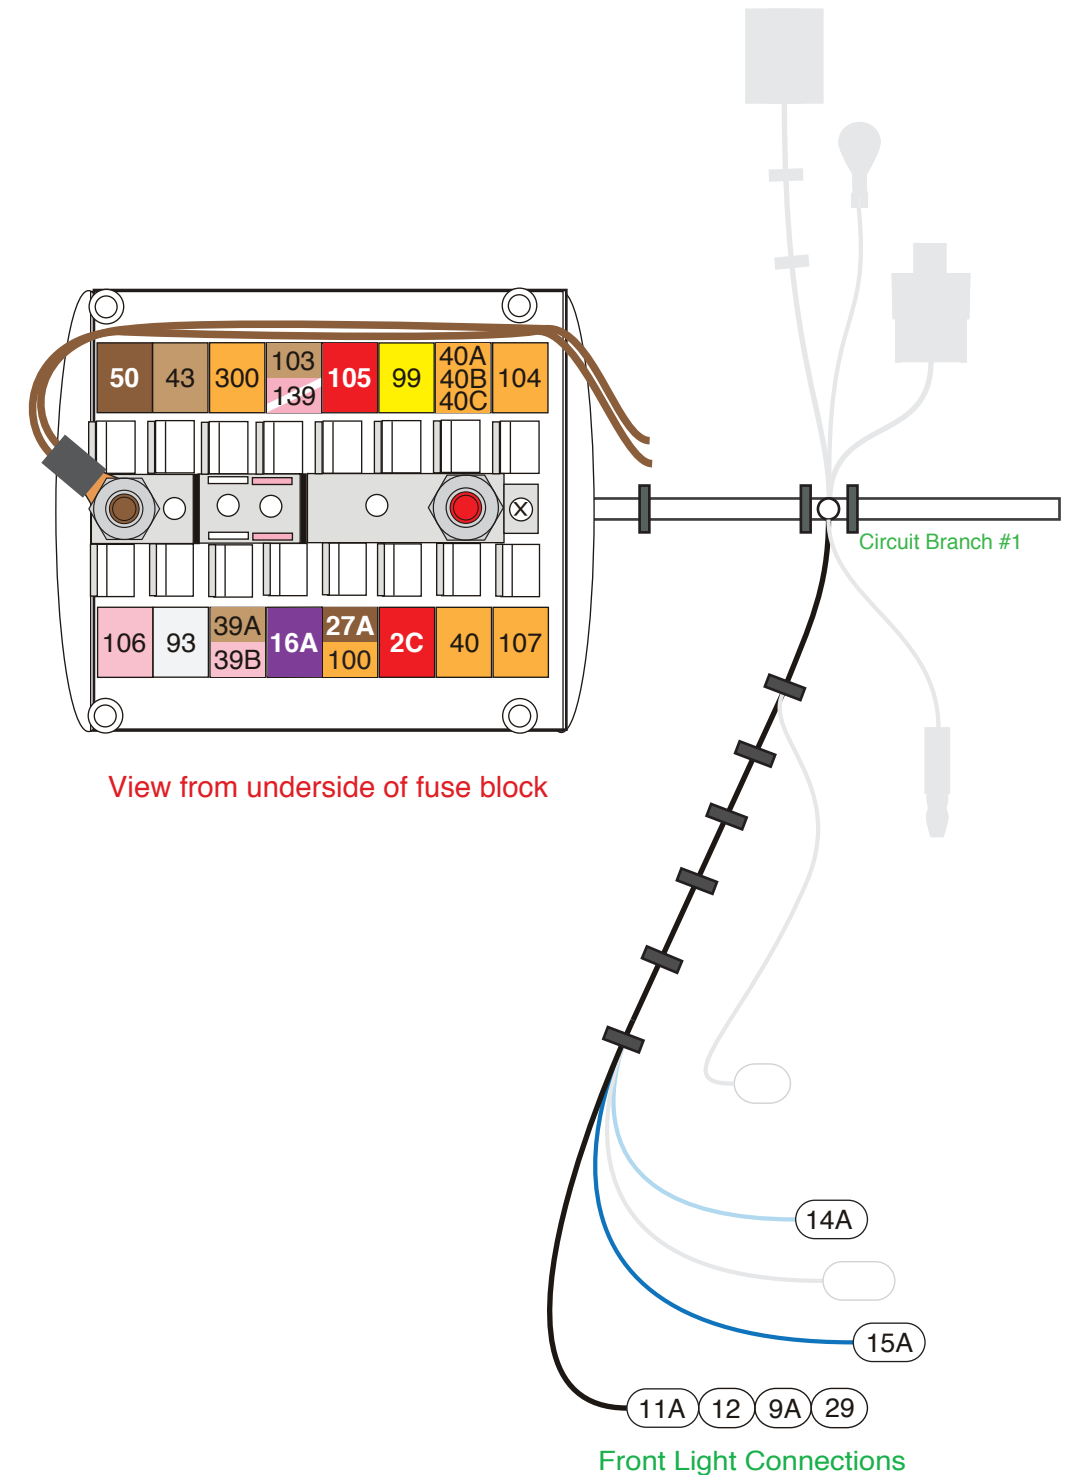 50 43 300 103 105 99 40A 104
139 40B
40C
X
Circuit Branch #1
106 93 39A 16A 27A 2C 40 107
39B 100
View from underside of fuse block
14A
15A
11A 12 9A 29
Front Light Connections